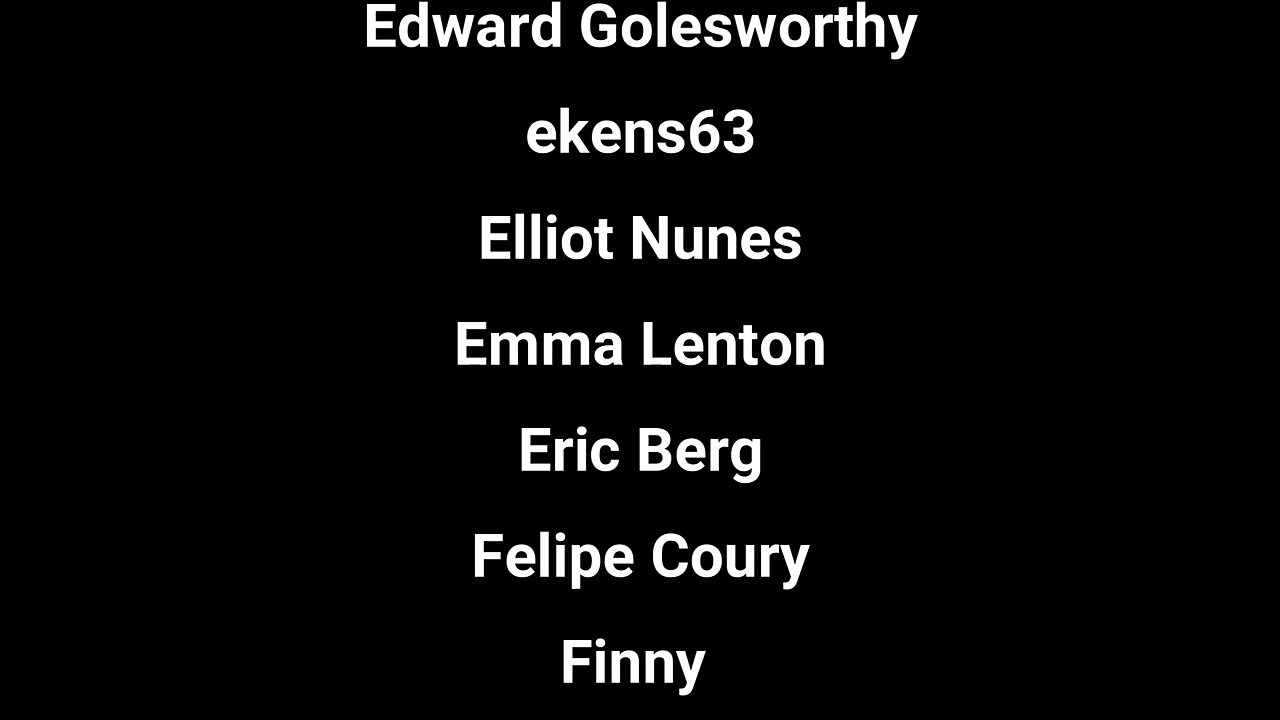 Edward Golesworthy
ekens63
Elliot Nunes
Emma Lenton
Eric Berg
Felipe Coury
Finny